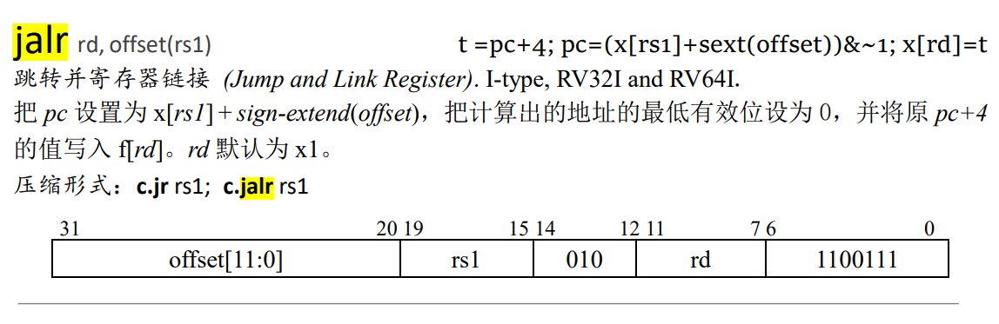 jalr rd, offset(rs1) t =pc+4; pc=(x[rs1]+sext(offset))&~1; x[rd]=t
跳转并寄存器链接 (Jump and Link Register). I-type, RV32I and RV64I.
把 pc 设置为 x[rs1] + sign-extend(offset)，把计算出的地址的最低有效位设为 0，并将原 pc+4
的值写入 f[rd]。rd 默认为 x1。
压缩形式：c.jr rs1; c.jalr rs1
31 20 19 15 14 12 11 7 6 0
offset[11:0] rs1 010 rd 1100111